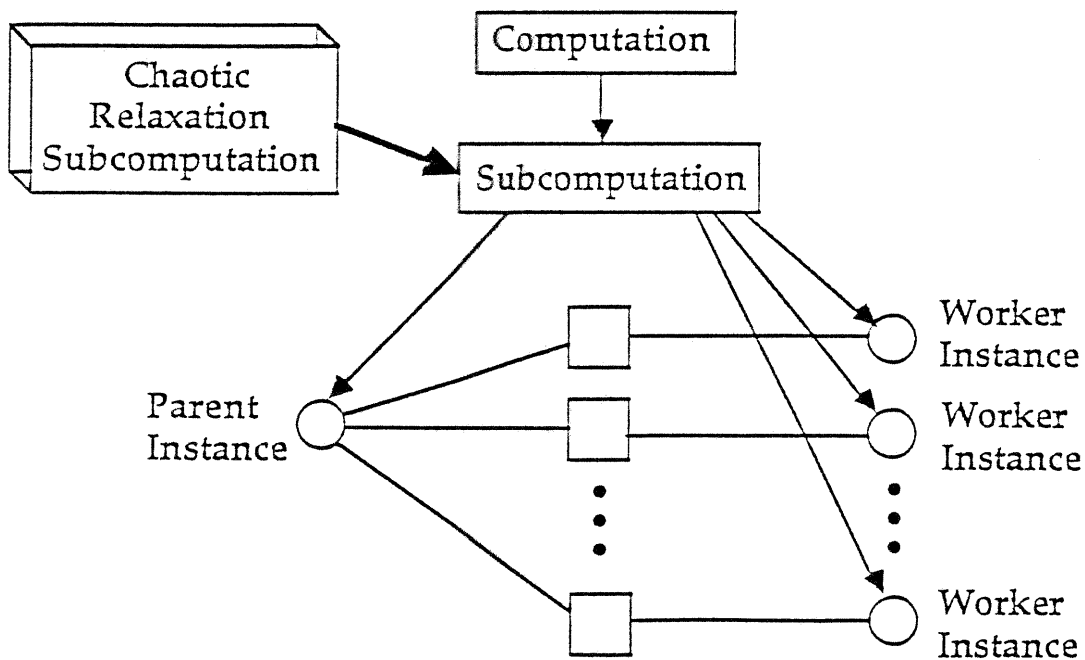 Computation
Chaotic
Relaxation
Subcomputation
Subcomputation
Worker
Instance
Parent
Instance
Worker
Instance
Worker
Instance